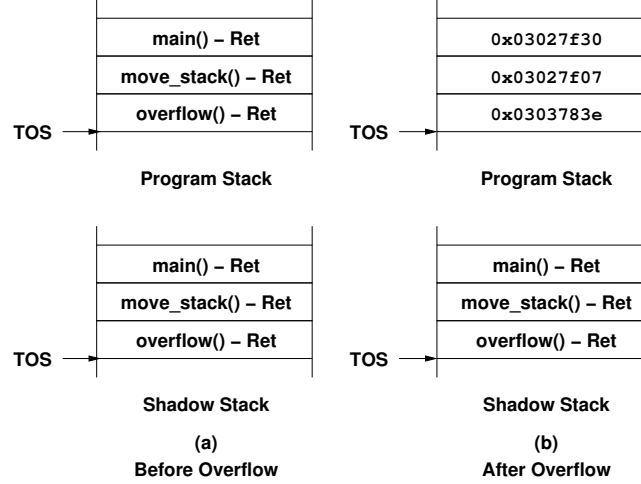 main() – Ret
move_stack() – Ret
overflow() – Ret
TOS
Program Stack
0x03027f30
0x03027f07
0x0303783e
TOS
Program Stack
main() – Ret
move_stack() – Ret
overflow() – Ret
TOS
Shadow Stack
(a)
Before Overflow
main() – Ret
move_stack() – Ret
overflow() – Ret
TOS
Shadow Stack
(b)
After Overflow